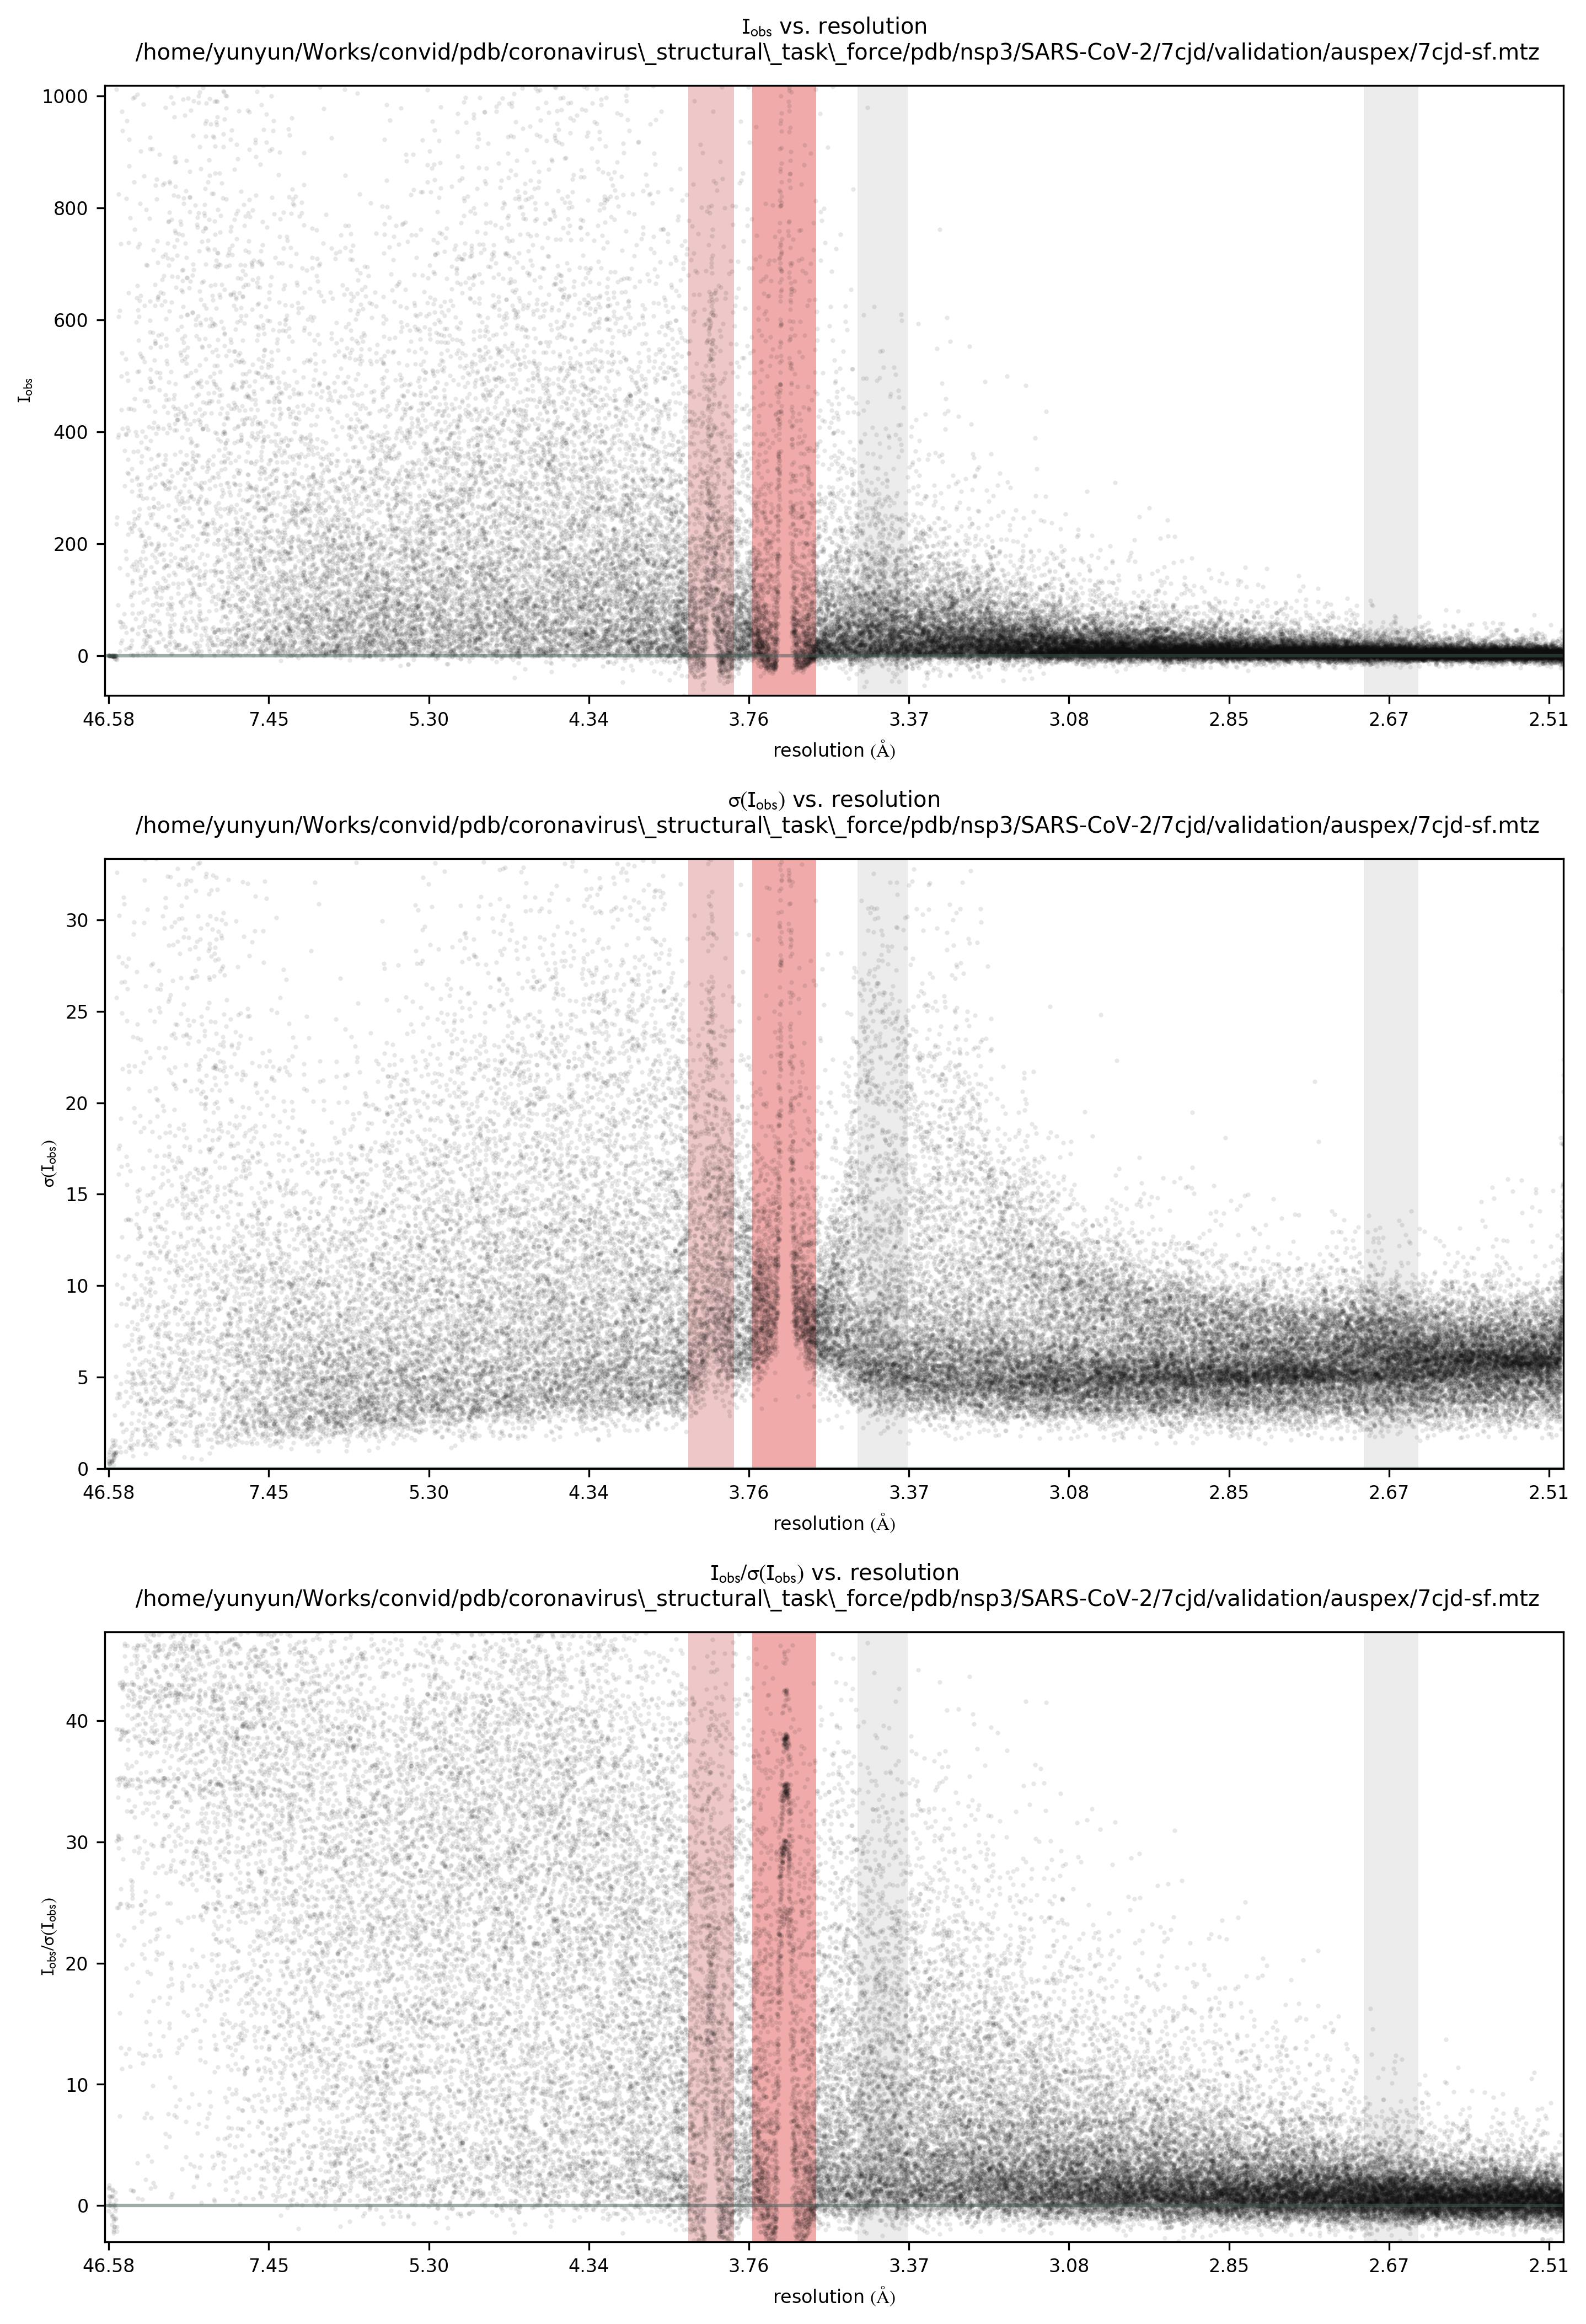 Iobs vs. resolution
/home/yunyun/Works/convid/pdb/coronavirus\_structural\_task\_force/pdb/nsp3/SARS-CoV-2/7cjd/validation/auspex/7cjd-sf.mtz
1000
800
600
400
200
0
Iobs
46.58 7.45 5.30 4.34 3.76 3.37 3.08 2.85 2.67 2.51
resolution (Å)
σ(Iobs) vs. resolution
/home/yunyun/Works/convid/pdb/coronavirus\_structural\_task\_force/pdb/nsp3/SARS-CoV-2/7cjd/validation/auspex/7cjd-sf.mtz
30
25
20
15
10
5
0
σ(Iobs)
46.58 7.45 5.30 4.34 3.76 3.37 3.08 2.85 2.67 2.51
resolution (Å)
Iobs/σ(Iobs) vs. resolution
/home/yunyun/Works/convid/pdb/coronavirus\_structural\_task\_force/pdb/nsp3/SARS-CoV-2/7cjd/validation/auspex/7cjd-sf.mtz
40
30
20
10
0
Iobs/σ(Iobs)
46.58 7.45 5.30 4.34 3.76 3.37 3.08 2.85 2.67 2.51
resolution (Å)